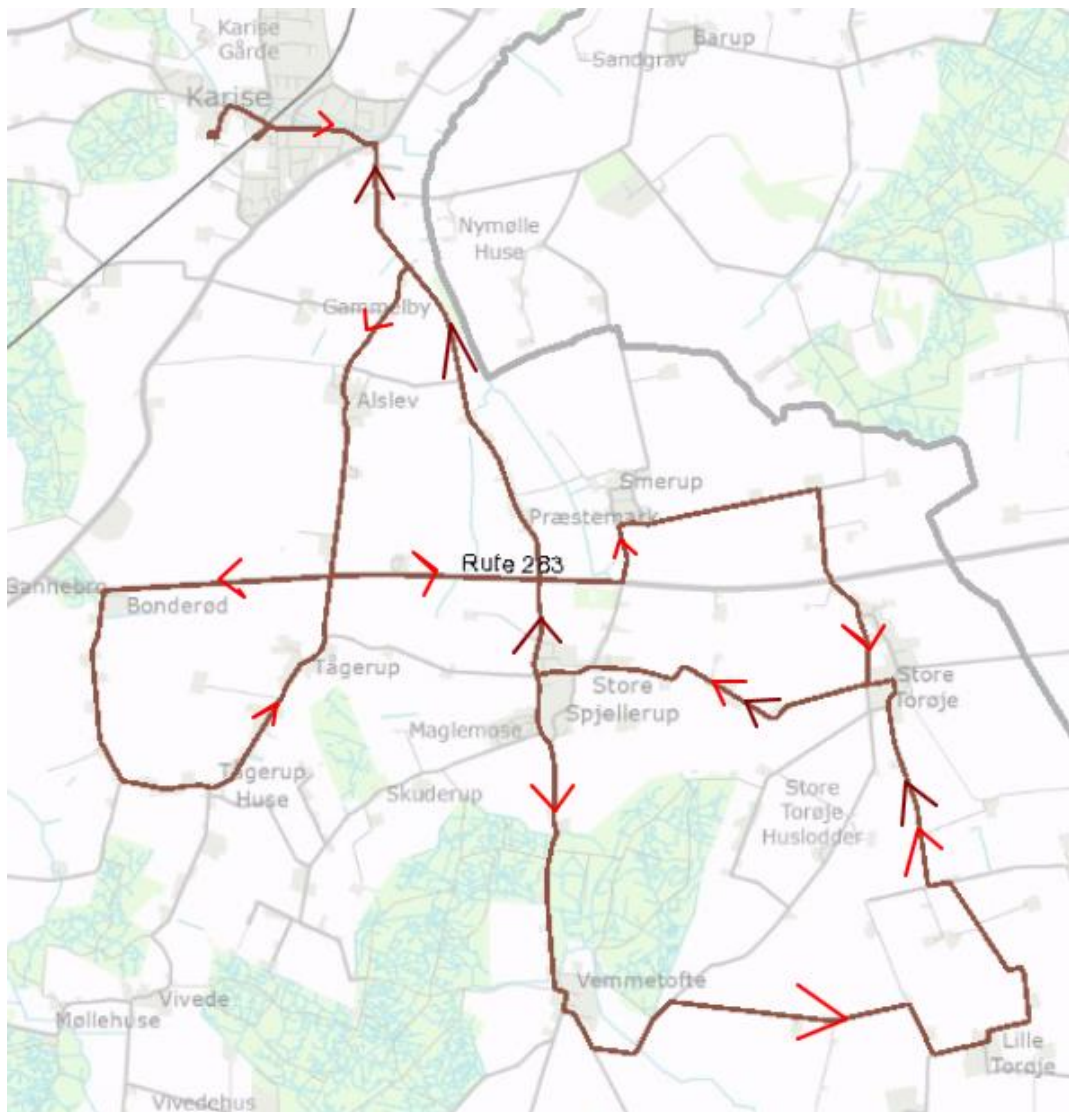 Karise
Gårde
Barup
Sandgrav
Karise
Nymølle
Huse
Gammelby
Alslev
Smerup
Præstemark
Rute 283
Gannebro
Bonderød
Tågerup
Store
Spjellerup
Store
Torøje
Maglemose
Tågerup
Huse
Skuderup
Store
Torøje
Huslodder
Vemmetofte
Vivede
Møllehuse
Lille
Torøje
Vivedehus